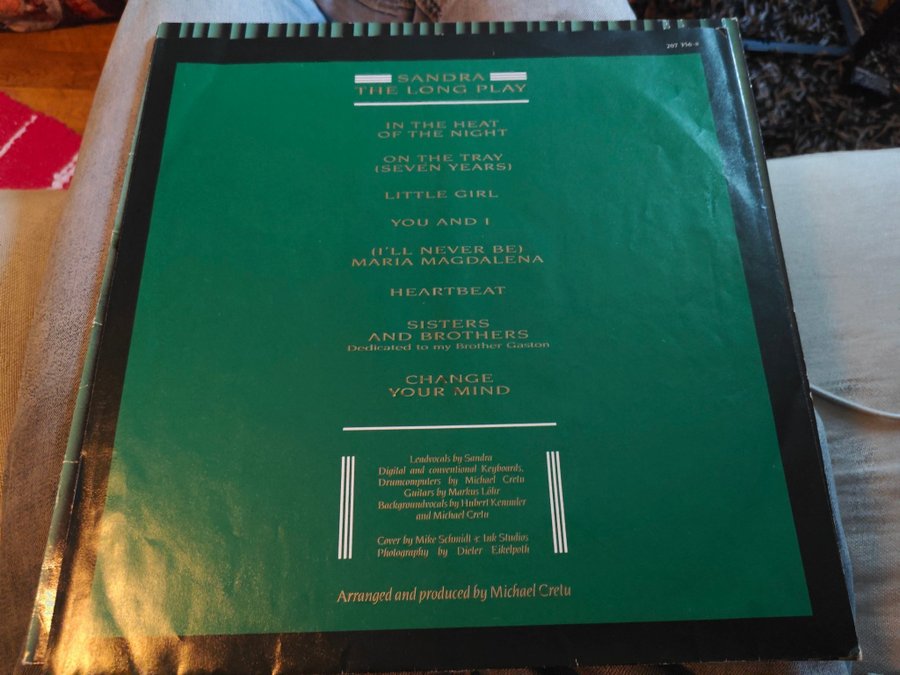 207 356-#
SANDRA
THE LONG PLAY
IN THE HEAT
OF THE NIGHT
ON THE TRAY
(SEVEN YEARS)
LITTLE GIRL
YOU AND I
(I'LL NEVER BE)
MARIA MAGDALENA
HEARTBEAT
SISTERS
AND BROTHERS
Dedicated to my Brother Gaston
CHANGE
YOUR MIND
Leadvocals by Sandra
Digital and conventional Keyboards,
Drumcomputers by Michael Cretu
Guitars by Markus Löhr
Backgroundvocals by Hubert Kemmler
and Michael Cretu
Cover by Mike Schmidt c Ink Studios
Photography by Dieter Eikelpoth
Arranged and produced by Michael Cretu